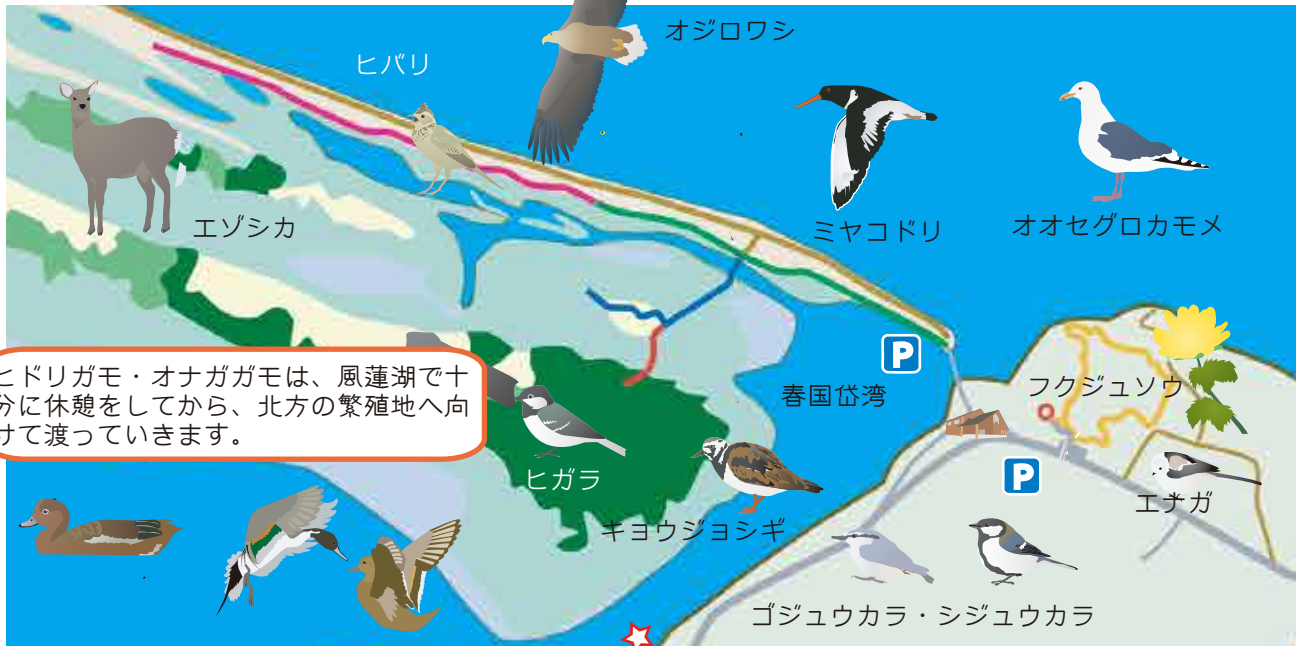 オジロワシ
ヒバリ
エゾシカ
ミヤコドリ
オオセグロカモメ
P
春国岱湾
フクジュソウ
ヒドリガモ・オナガガモは、風蓮湖で十
分に休憩をしてから、北方の繁殖地へ向
けて渡っていきます。
ヒガラ
P
エナガ
キョウジョシギ
ゴジュウカラ・シジュウカラ